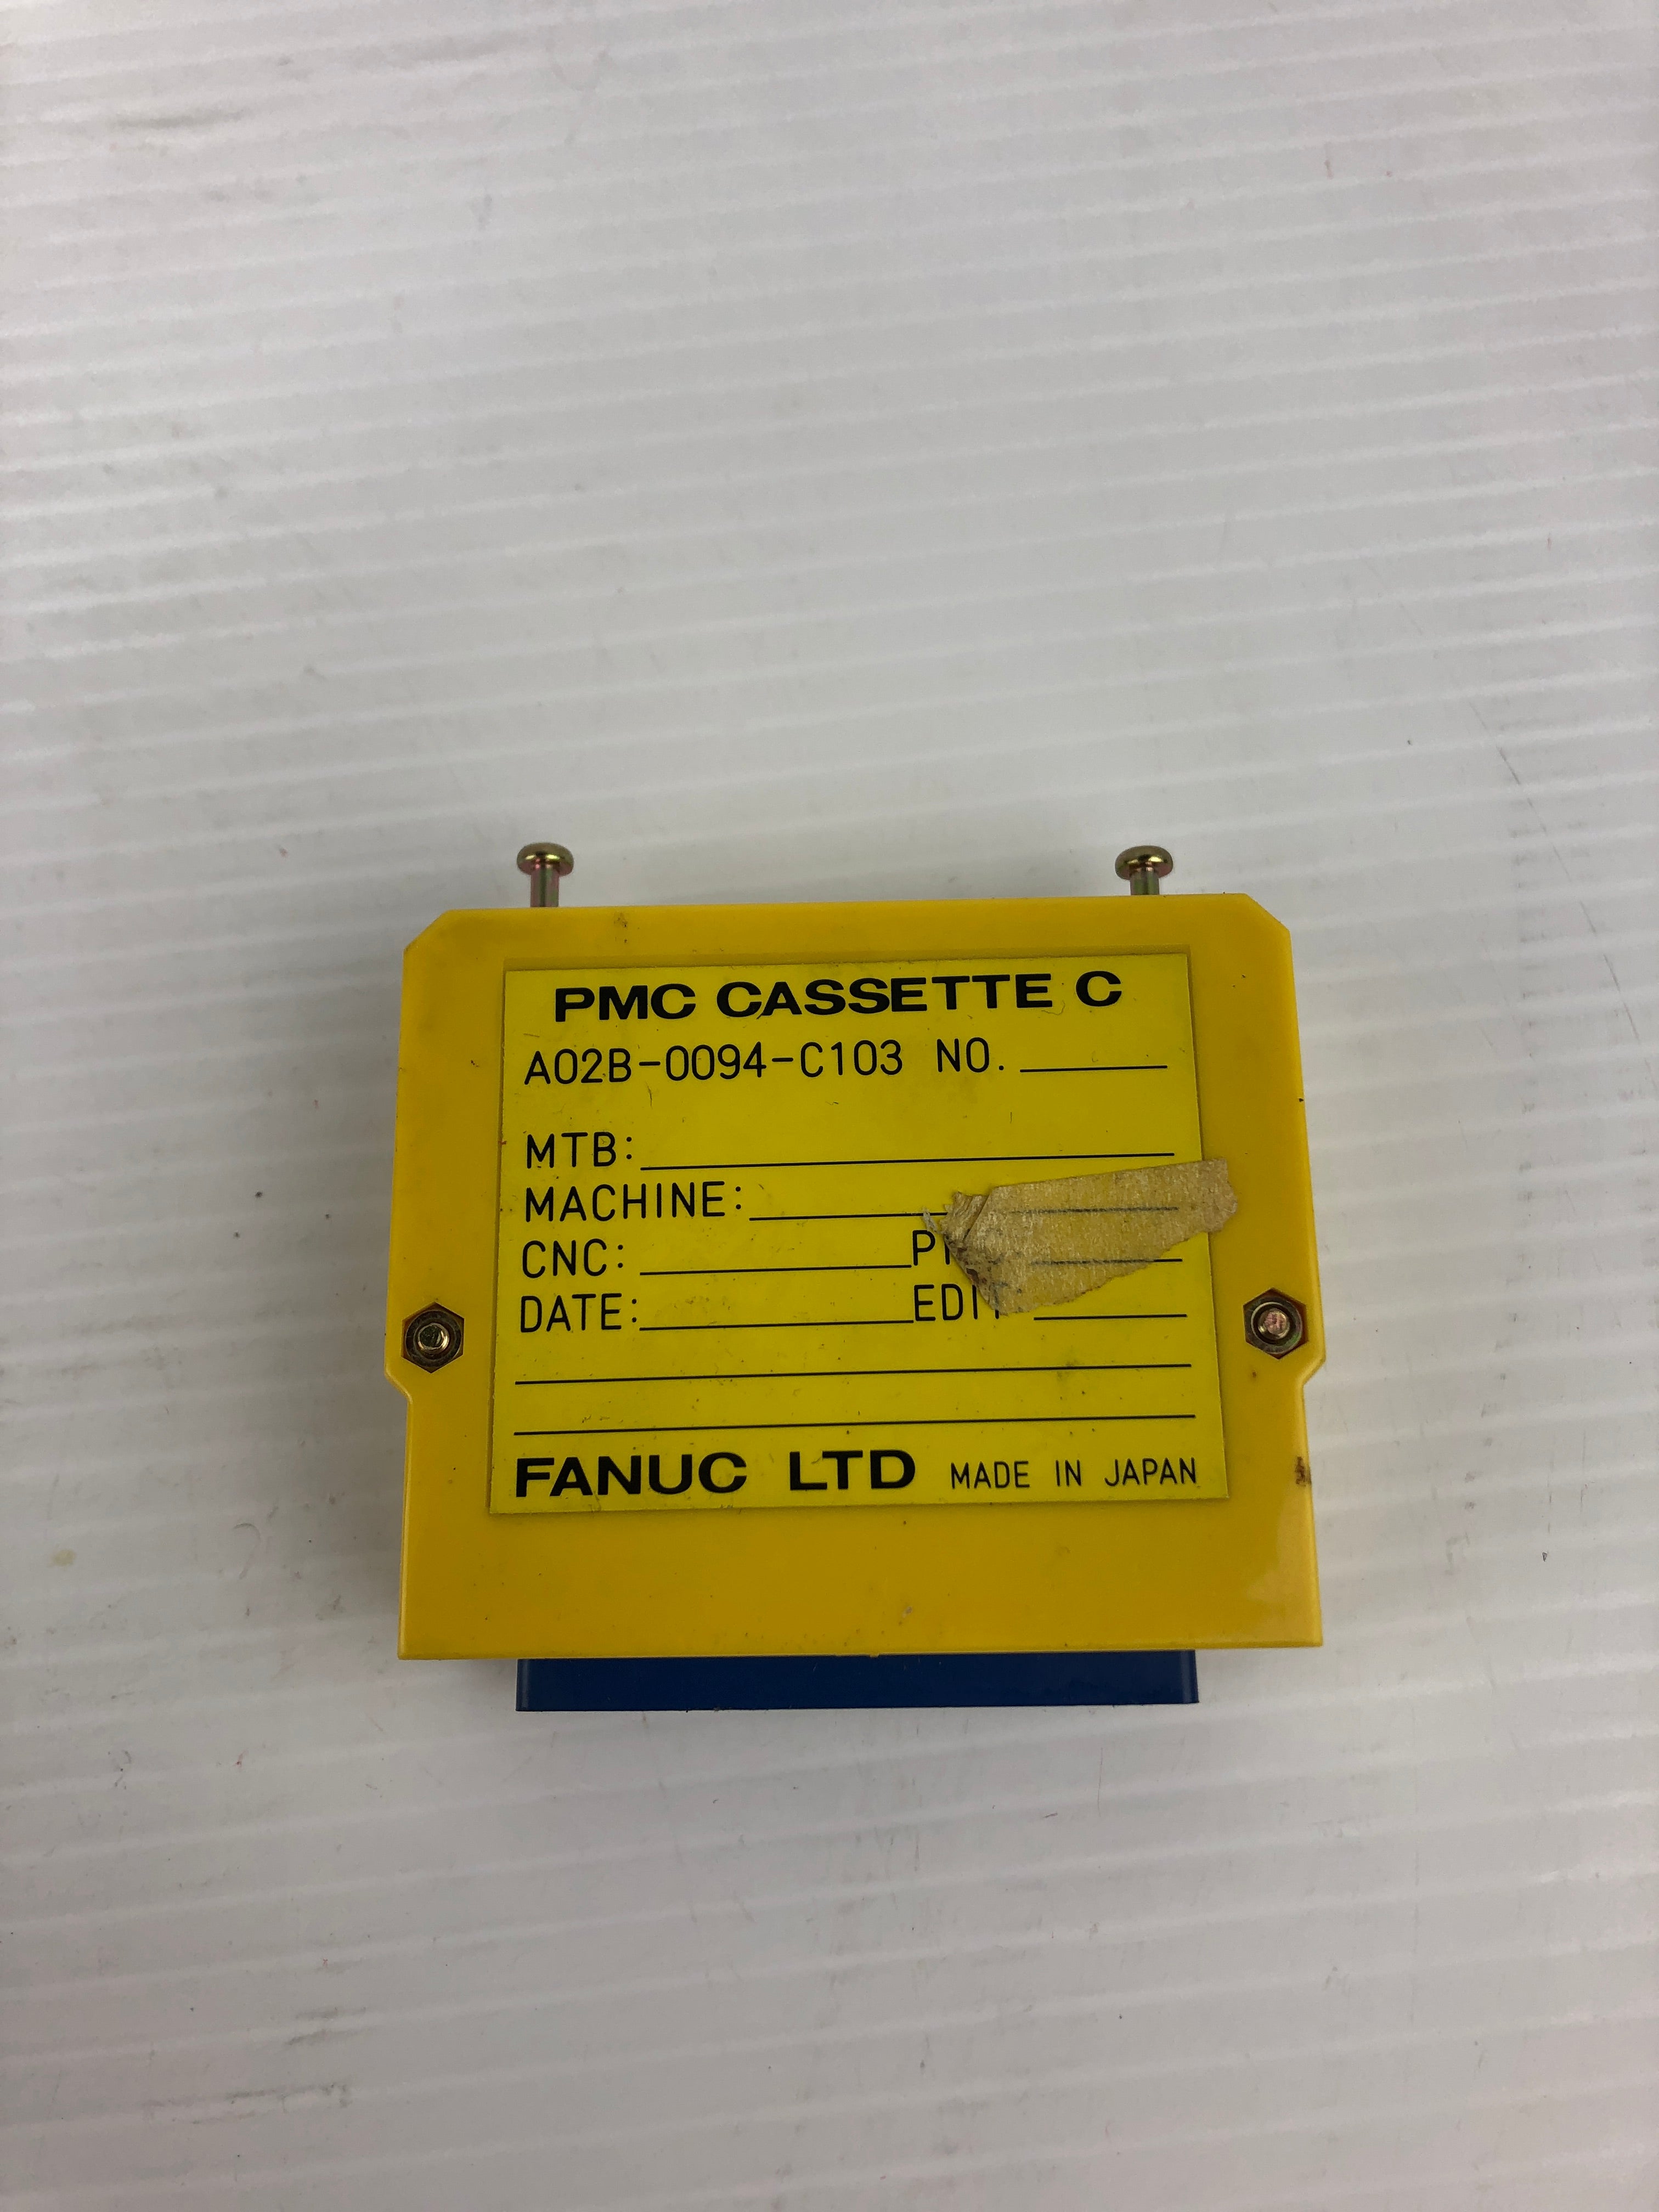 PMC CASSETTE C
A02B-0094-C103 NO.
MTB:
MACHINE:
CNC:
DATE:
FANUC LTD MADE IN JAPAN